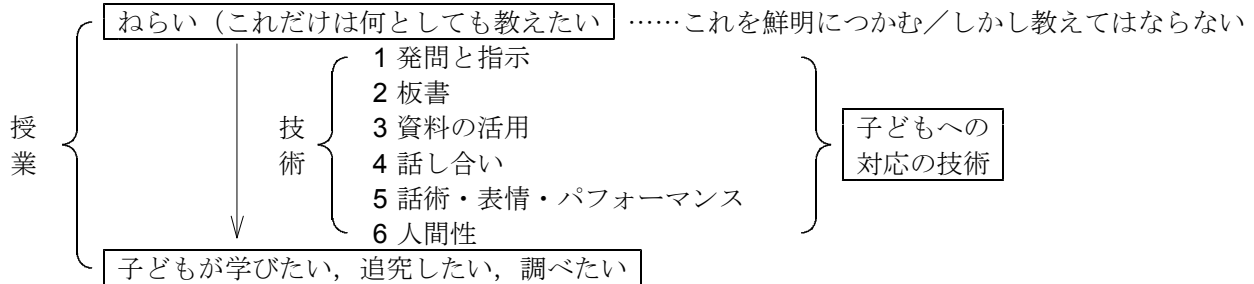 ねらい（これだけは何としても教えたい ……これを鮮明につかむ／しかし教えてはならない
授業
技術
1 発問と指示
2 板書
3 資料の活用
4 話し合い
5 話術・表情・パフォーマンス
6 人間性
子どもへの
対応の技術
子どもが学びたい，追究したい，調べたい